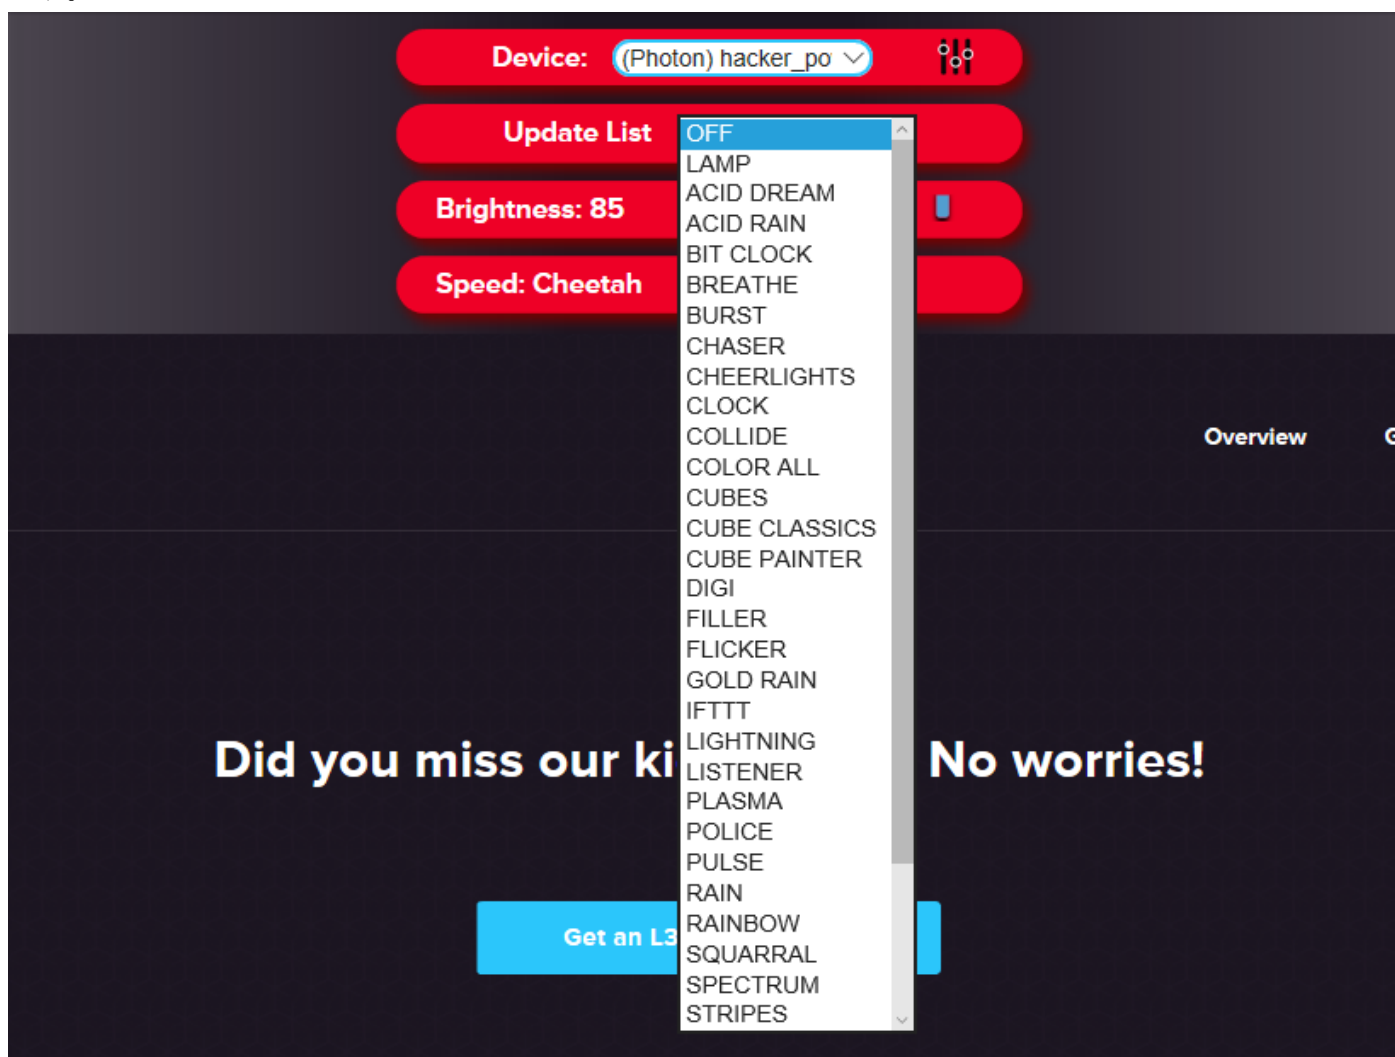 Device: (Photon) hacker_po
Update List
OFF
LAMP
ACID DREAM
ACID RAIN
BIT CLOCK
BREATHE
BURST
CHASER
CHEERLIGHTS
CLOCK
COLLIDE
COLOR ALL
CUBES
CUBE CLASSICS
CUBE PAINTER
DIGI
FILLER
FLICKER
GOLD RAIN
IFTTT
LIGHTNING
LISTENER
PLASMA
POLICE
PULSE
RAIN
RAINBOW
SQUARRAL
SPECTRUM
STRIPES
Brightness: 85
Speed: Cheetah
Overview
Did you miss our ki No worries!
Get an L3